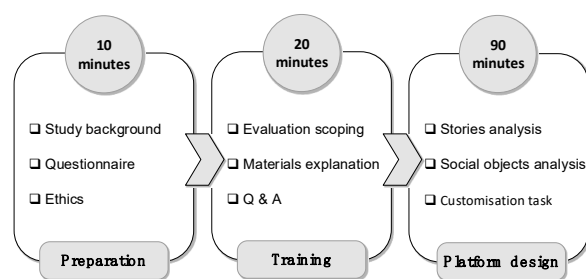 10
minutes
❑ Study background
❑ Questionnaire
❑ Ethics
Preparation
20
minutes
❑ Evaluation scoping
❑ Materials explanation
❑ Q & A
Training
90
minutes
❑ Stories analysis
❑ Social objects analysis
❑ Customisation task
Platform design